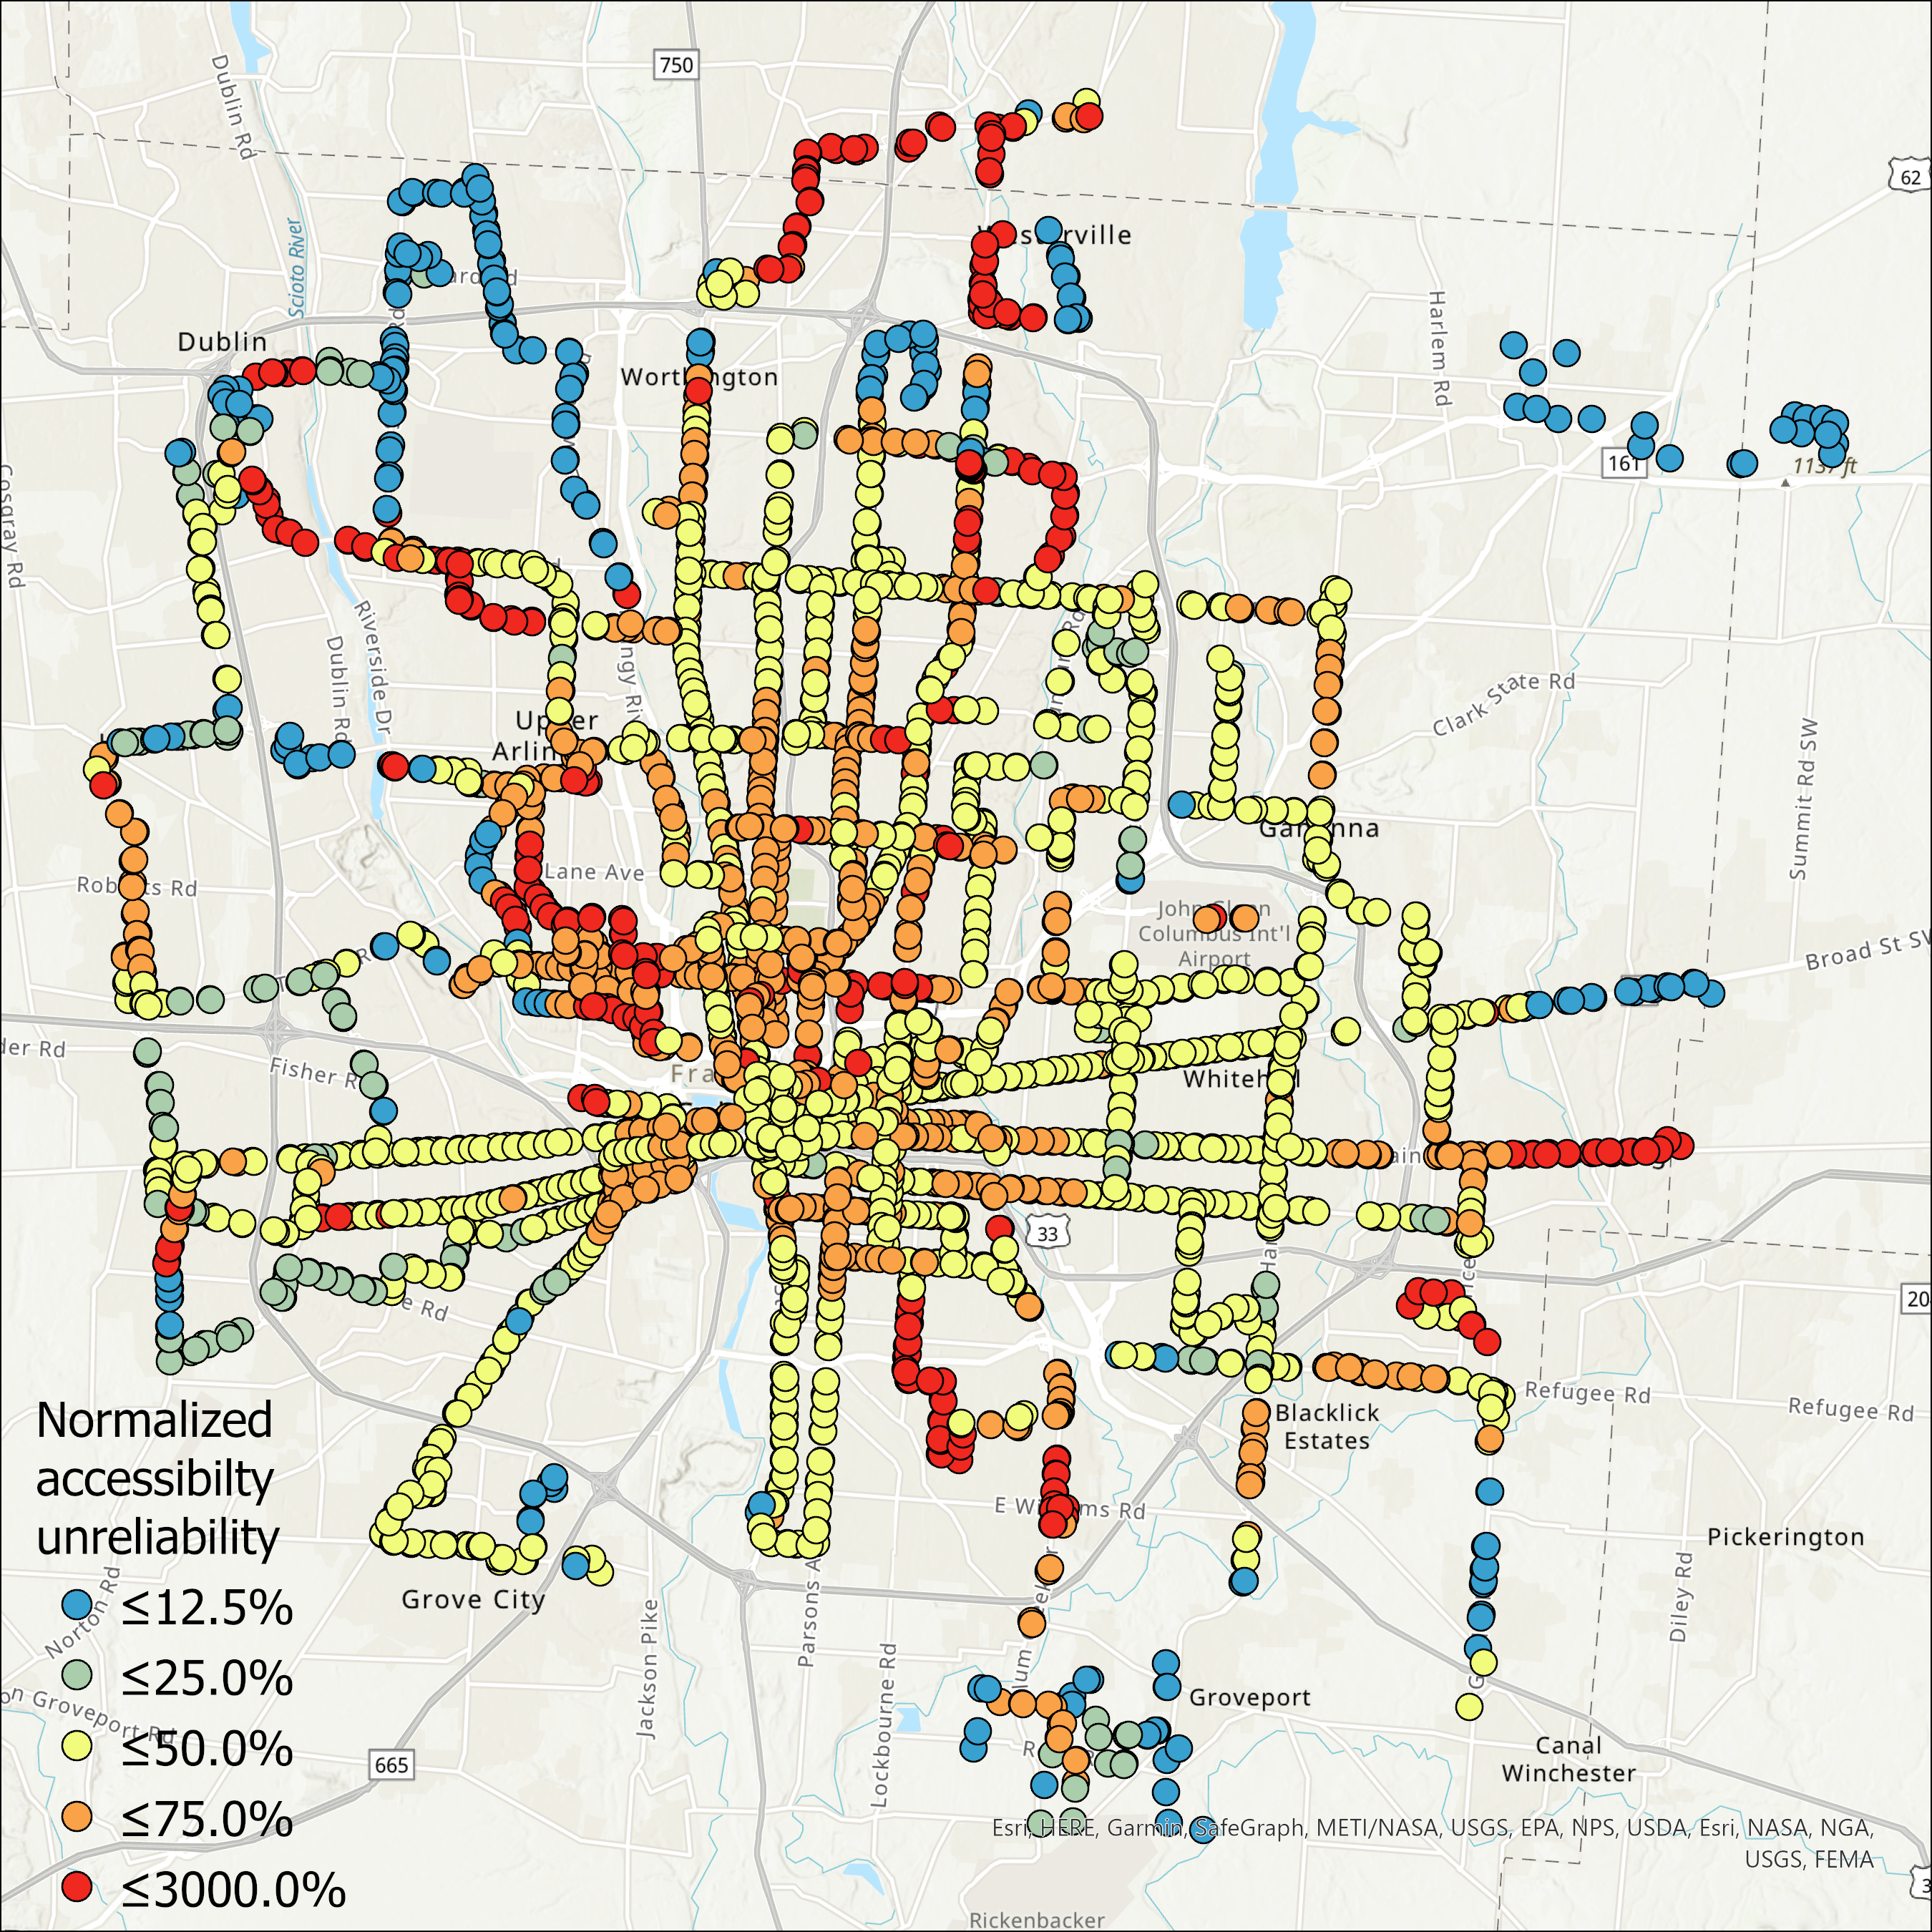 750
62
Dublin Rd
Scioto River
Westerville
Harlem Rd
Dublin
Worthington
161
1137 ft
Cosgray Rd
Riverside Dr
Dublin Rd
Clark State Rd
Upper
Arlin
Summit Rd SW
Gahanna
Roberts Rd
Lane Ave
John Glenn
Columbus Int'l
Airport
Broad St SW
der Rd
Fisher R
Fra
Whitehall
33
20
Refugee Rd
Refugee Rd
Blacklick
Estates
Normalized
accessibilty
unreliability
E Williams Rd
Pickerington
Grove City
≤12.5%
≤25.0%
≤50.0%
≤75.0%
≤3000.0%
Norton Rd
Jackson Pike
Parsons A
Lockbourne Rd
Diley Rd
on Groveport Rd
Groveport
Canal
Winchester
665
Esri, HERE, Garmin, SafeGraph, METI/NASA, USGS, EPA, NPS, USDA, Esri, NASA, NGA,
USGS, FEMA
3
Rickenbacker